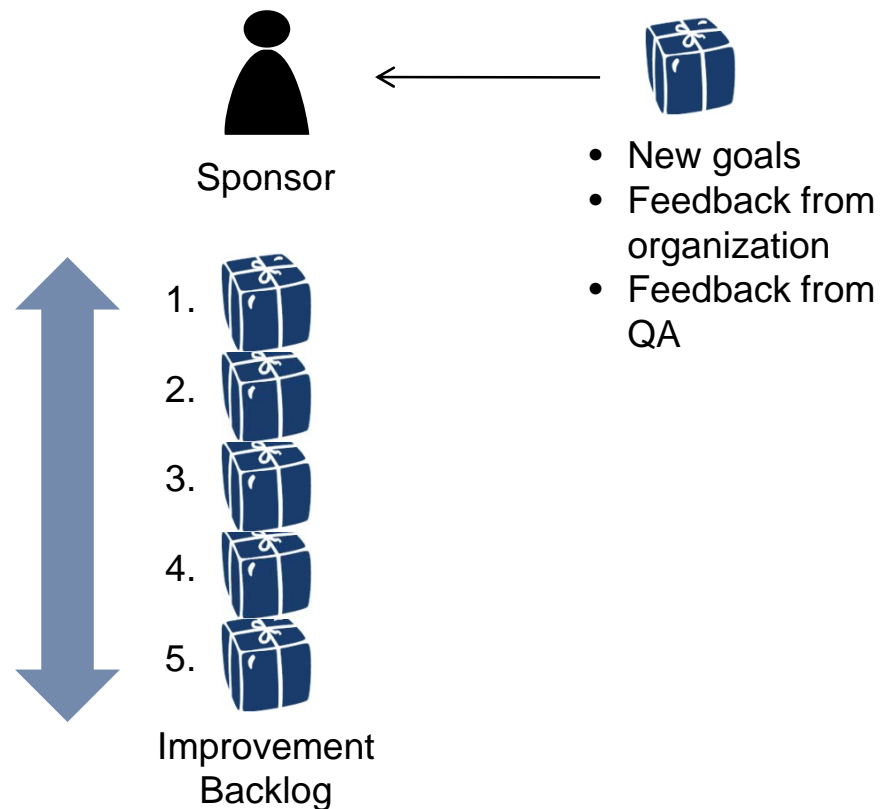 Sponsor
• New goals
• Feedback from
organization
• Feedback from
QA
1.
2.
3.
4.
5.
Improvement
Backlog